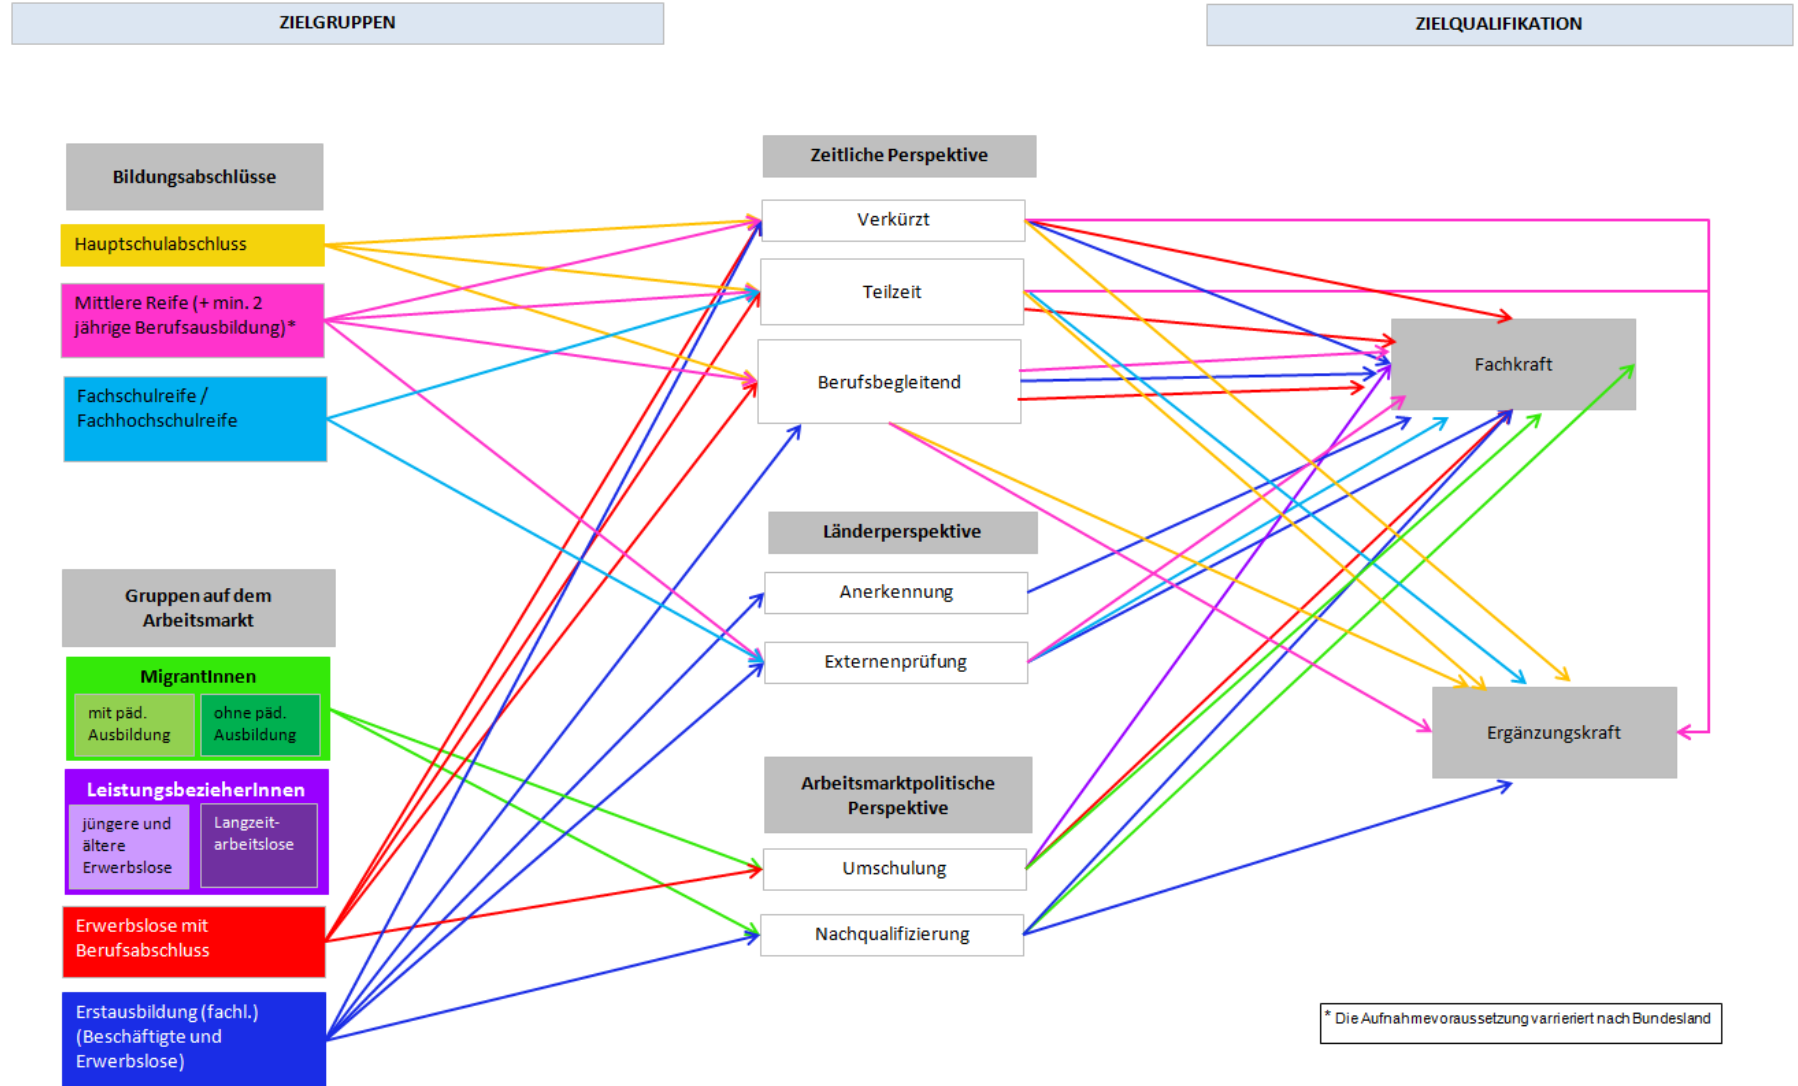 ZIELGRUPPEN
ZIELQUALIFIKATION
Bildungsabschlüsse
Hauptschulabschluss
Mittlere Reife (+ min. 2
jährige Berufsausbildung)*
Fachschulreife /
Fachhochschulreife
Gruppen auf dem
Arbeitsmarkt
MigrantInnen
mit päd.
Ausbildung
ohne päd.
Ausbildung
LeistungsbezieherInnen
jüngere und
ältere
Erwerbslose
Langzeit-
arbeitslose
Erwerbslose mit
Berufsabschluss
Erstausbildung (fachl.)
(Beschäftigte und
Erwerbslose)
Zeitliche Perspektive
Verkürzt
Teilzeit
Berufsbegleitend
Länderperspektive
Anerkennung
Externenprüfung
Arbeitsmarktpolitische
Perspektive
Umschulung
Nachqualifizierung
Fachkraft
Ergänzungskraft
* Die Aufnahmevoraussetzung varrieriert nach Bundesland